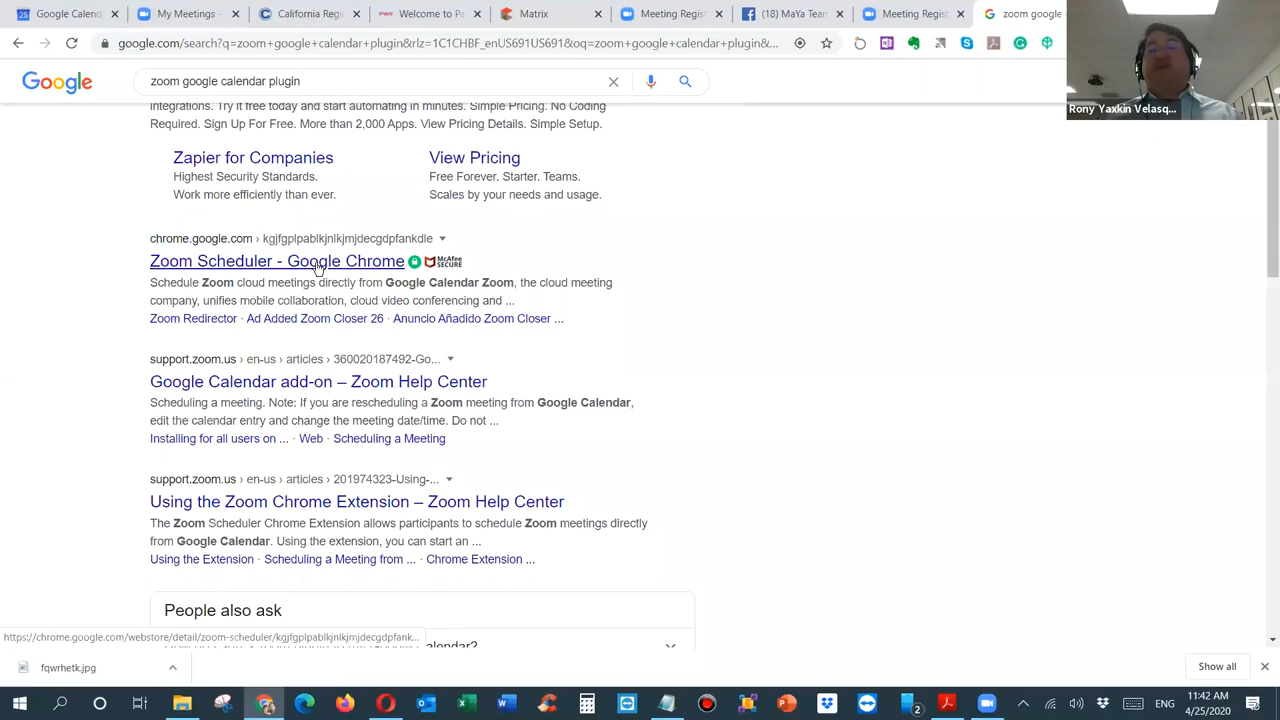 Calendar
My Meetings -
California Regi
Welcome to Pa
Matrix
Meeting Regist
(18) MaYa Team
Meeting Regist
zoom google
google.com/search?q=zoom+google+calendar+plugin&rlz=1C1CHBF_enUS691US691&oq=zoom+google+calendar+plugin&...
Google
zoom google calendar plugin
Rony Yaxkin Velasq...
integrations. Try it free today and start automating in minutes. Simple Pricing. No Coding
Required. Sign Up For Free. More than 2,000 Apps. View Pricing Details. Simple Setup.
Zapier for Companies
View Pricing
Highest Security Standards.
Free Forever. Starter. Teams.
Work more efficiently than ever.
Scales by your needs and usage.
chrome.google.com › kgjfgplpablkjnlkjmjdecgdpfankdle
Zoom Scheduler - Google Chrome
McAfee
SECURE
Schedule Zoom cloud meetings directly from Google Calendar Zoom, the cloud meeting
company, unifies mobile collaboration, cloud video conferencing and ...
Zoom Redirector · Ad Added Zoom Closer 26 · Anuncio Añadido Zoom Closer ...
support.zoom.us › en-us › articles › 360020187492-Go...
Google Calendar add-on – Zoom Help Center
Scheduling a meeting. Note: If you are rescheduling a Zoom meeting from Google Calendar,
edit the calendar entry and change the meeting date/time. Do not ...
Installing for all users on ... · Web · Scheduling a Meeting
support.zoom.us › en-us › articles › 201974323-Using-...
Using the Zoom Chrome Extension – Zoom Help Center
The Zoom Scheduler Chrome Extension allows participants to schedule Zoom meetings directly
from Google Calendar. Using the extension, you can start an ...
Using the Extension · Scheduling a Meeting from ... · Chrome Extension ...
People also ask
https://chrome.google.com/webstore/detail/zoom-scheduler/kgjfgplpablkjnlkjmjdecgdpfank...
alendar?
fqwrhetk.jpg
Show all
ENG
11:42 AM
4/25/2020